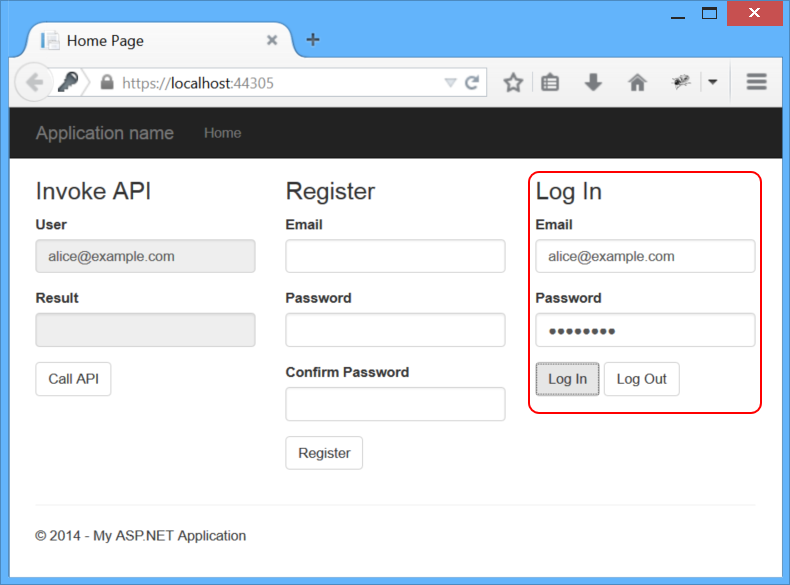 Home Page
https://localhost:44305
Application name Home
Invoke API
User
alice@example.com
Result
Call API
Register
Email
Password
Confirm Password
Register
Log In
Email
alice@example.com
Password
••••••••
Log In Log Out
© 2014 - My ASP.NET Application